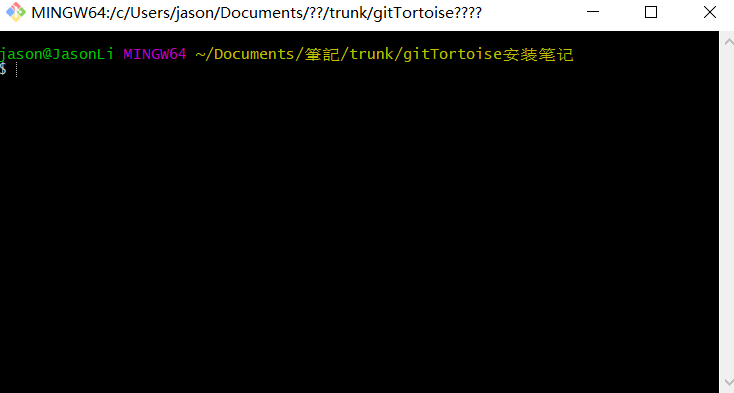 MINGW64:/c/Users/jason/Documents/??/trunk/gitTortoise????
jason@JasonLi MINGW64 ~/Documents/筆記/trunk/gitTortoise安装笔记
$